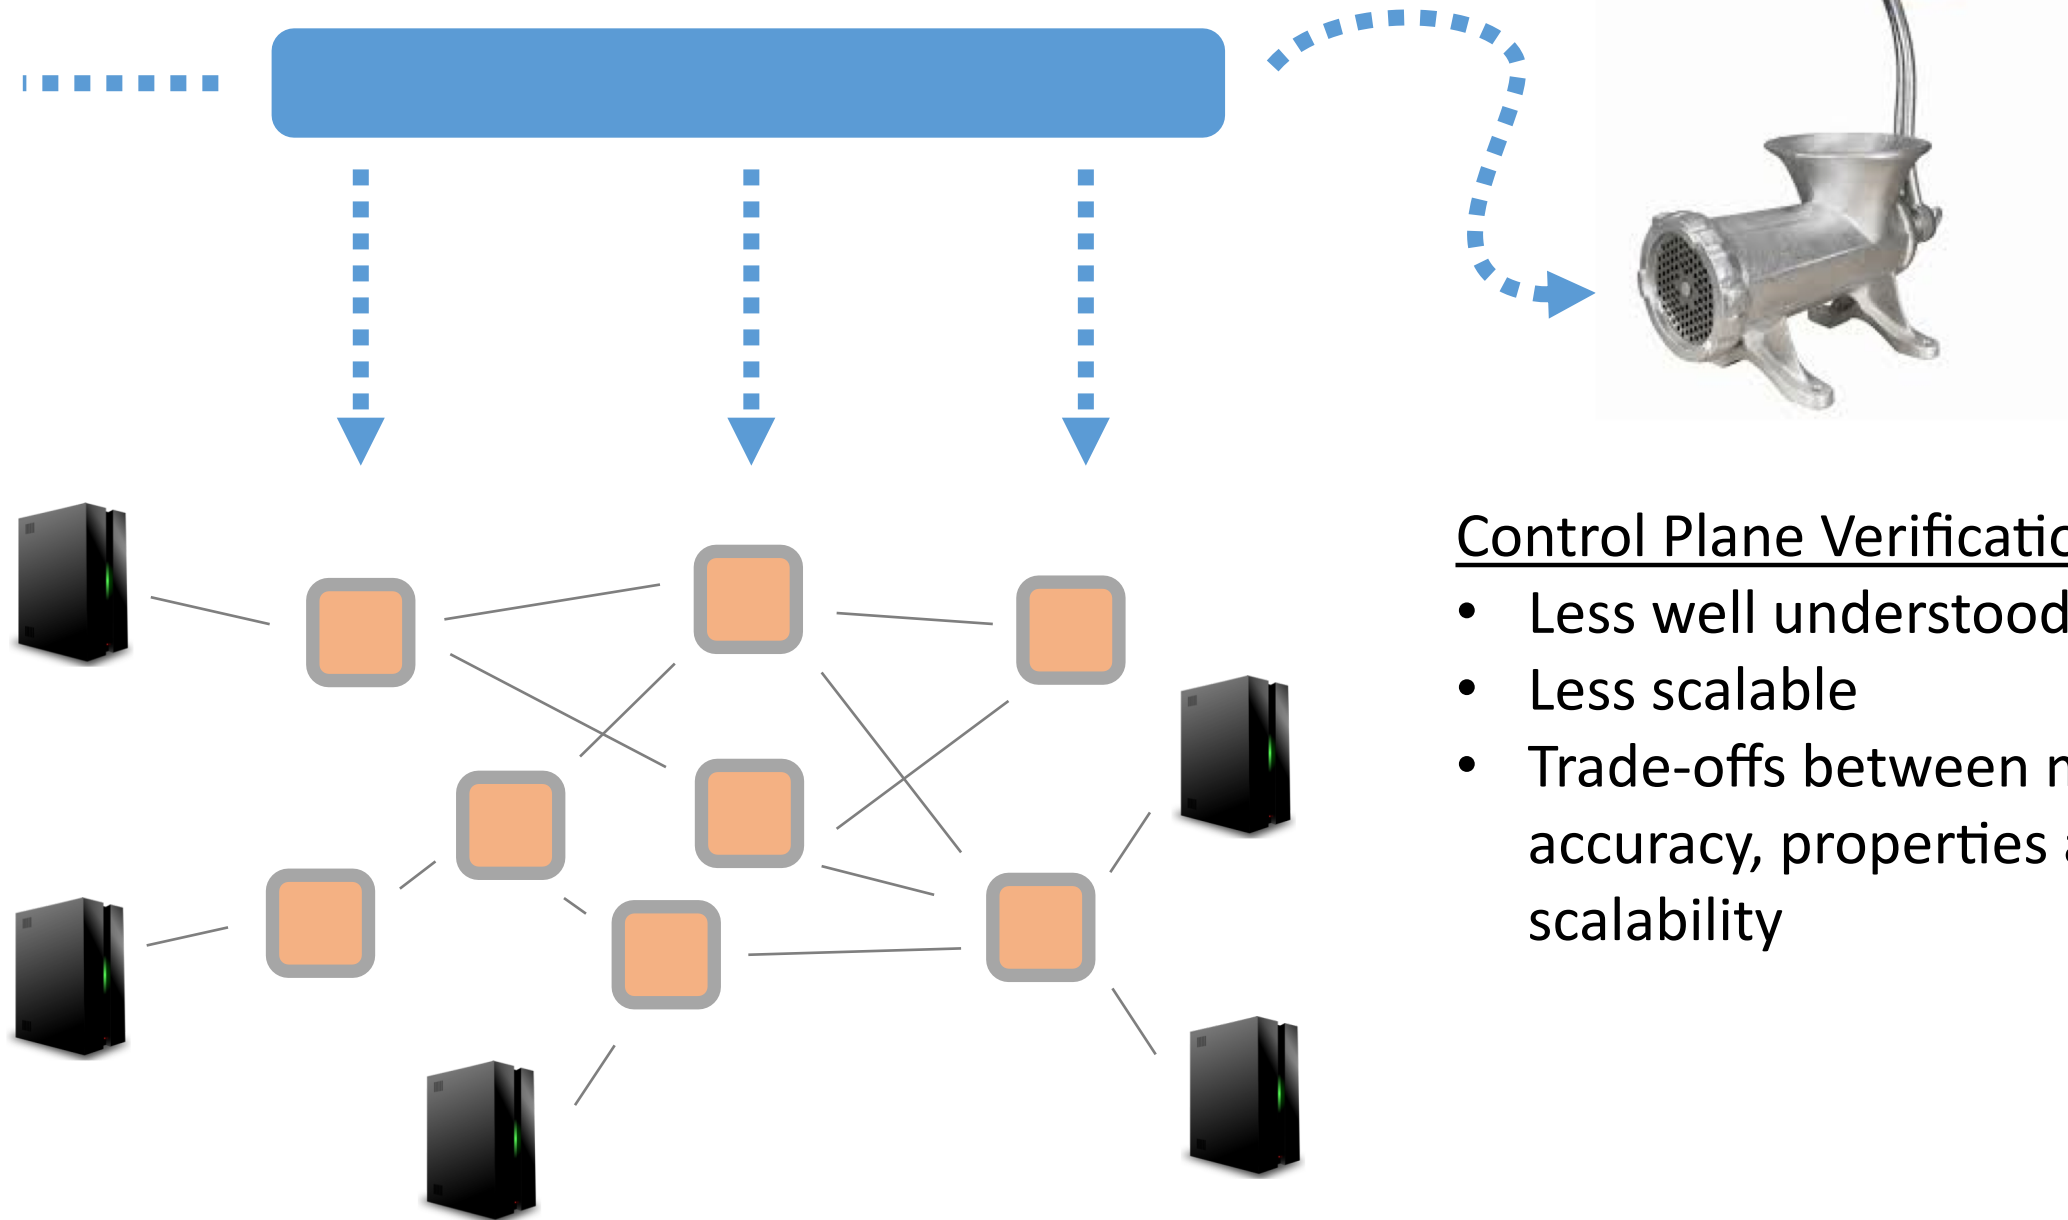 Control Plane Verificatio
• Less well understood
• Less scalable
• Trade-offs between
accuracy, properties
scalability